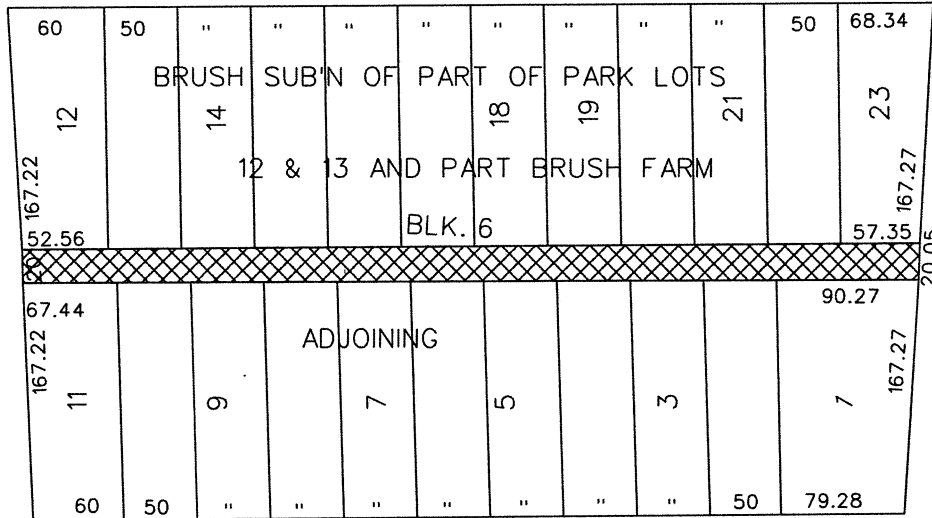 60 50 " " " " " " " " 50 68.34
BRUSH SUB'N OF PART OF PARK LOTS
12 14 18 19 21 23
12 & 13 AND PART BRUSH FARM
167.22 167.27
BLK. 6
52.56 57.35
20 20.05
67.44 90.27
ADJOINING
167.22 167.27
11 9 7 5 3 1
60 50 " " " " " " " 50 79.28